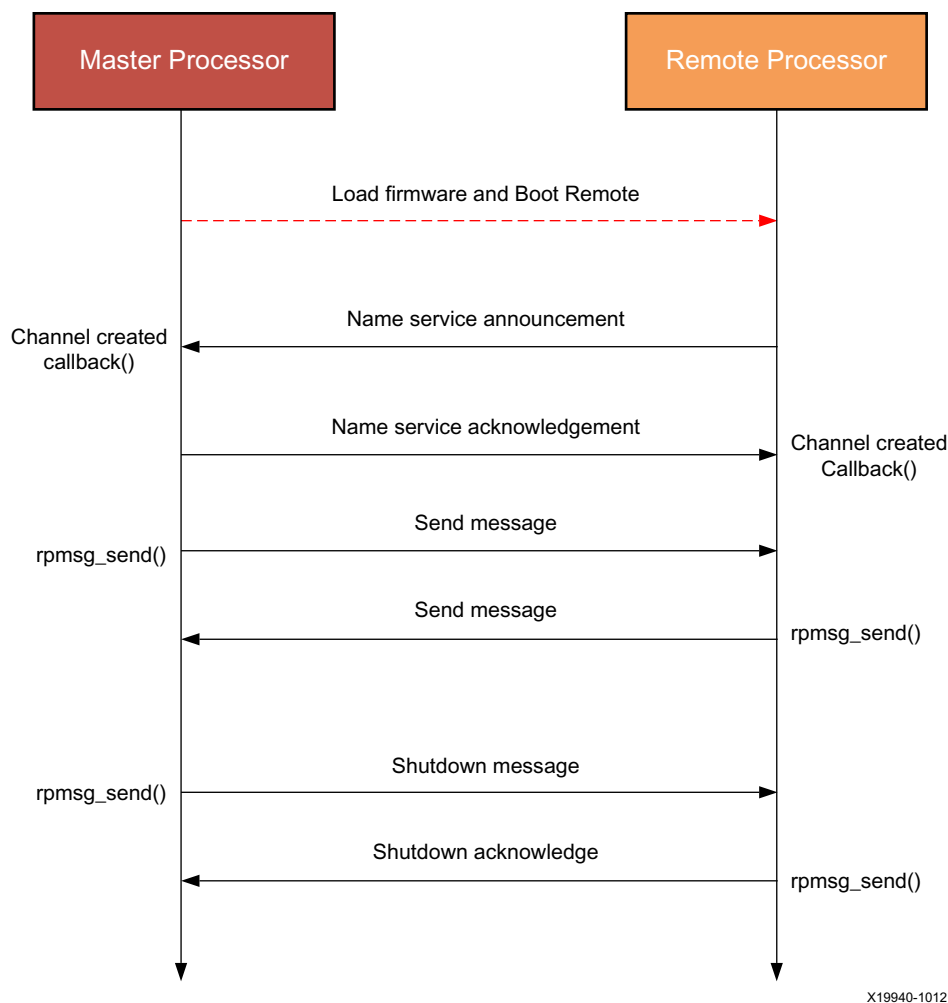 Master Processor
Remote Processor
Load firmware and Boot Remote
Name service announcement
Channel created
callback()
Name service acknowledgement
Channel created
Callback()
Send message
rpmsg_send()
Send message
rpmsg_send()
Shutdown message
rpmsg_send()
Shutdown acknowledge
rpmsg_send()
X19940-1012